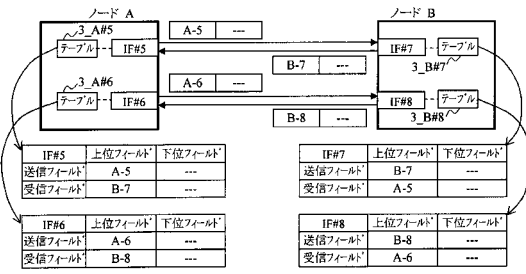 ノード A
ノード B
3_A#5
A-5 ---
テーブル IF#5
IF#7 テーブル
B-7 ---
3_B#7
3_A#6
A-6 ---
テーブル IF#6
IF#8 テーブル
B-8 ---
3_B#8
IF#5 上位フィールド 下位フィールド
送信フィールド A-5 ---
受信フィールド B-7 ---
IF#7 上位フィールド 下位フィールド
送信フィールド B-7 ---
受信フィールド A-5 ---
IF#6 上位フィールド 下位フィールド
送信フィールド A-6 ---
受信フィールド B-8 ---
IF#8 上位フィールド 下位フィールド
送信フィールド B-8 ---
受信フィールド A-6 ---